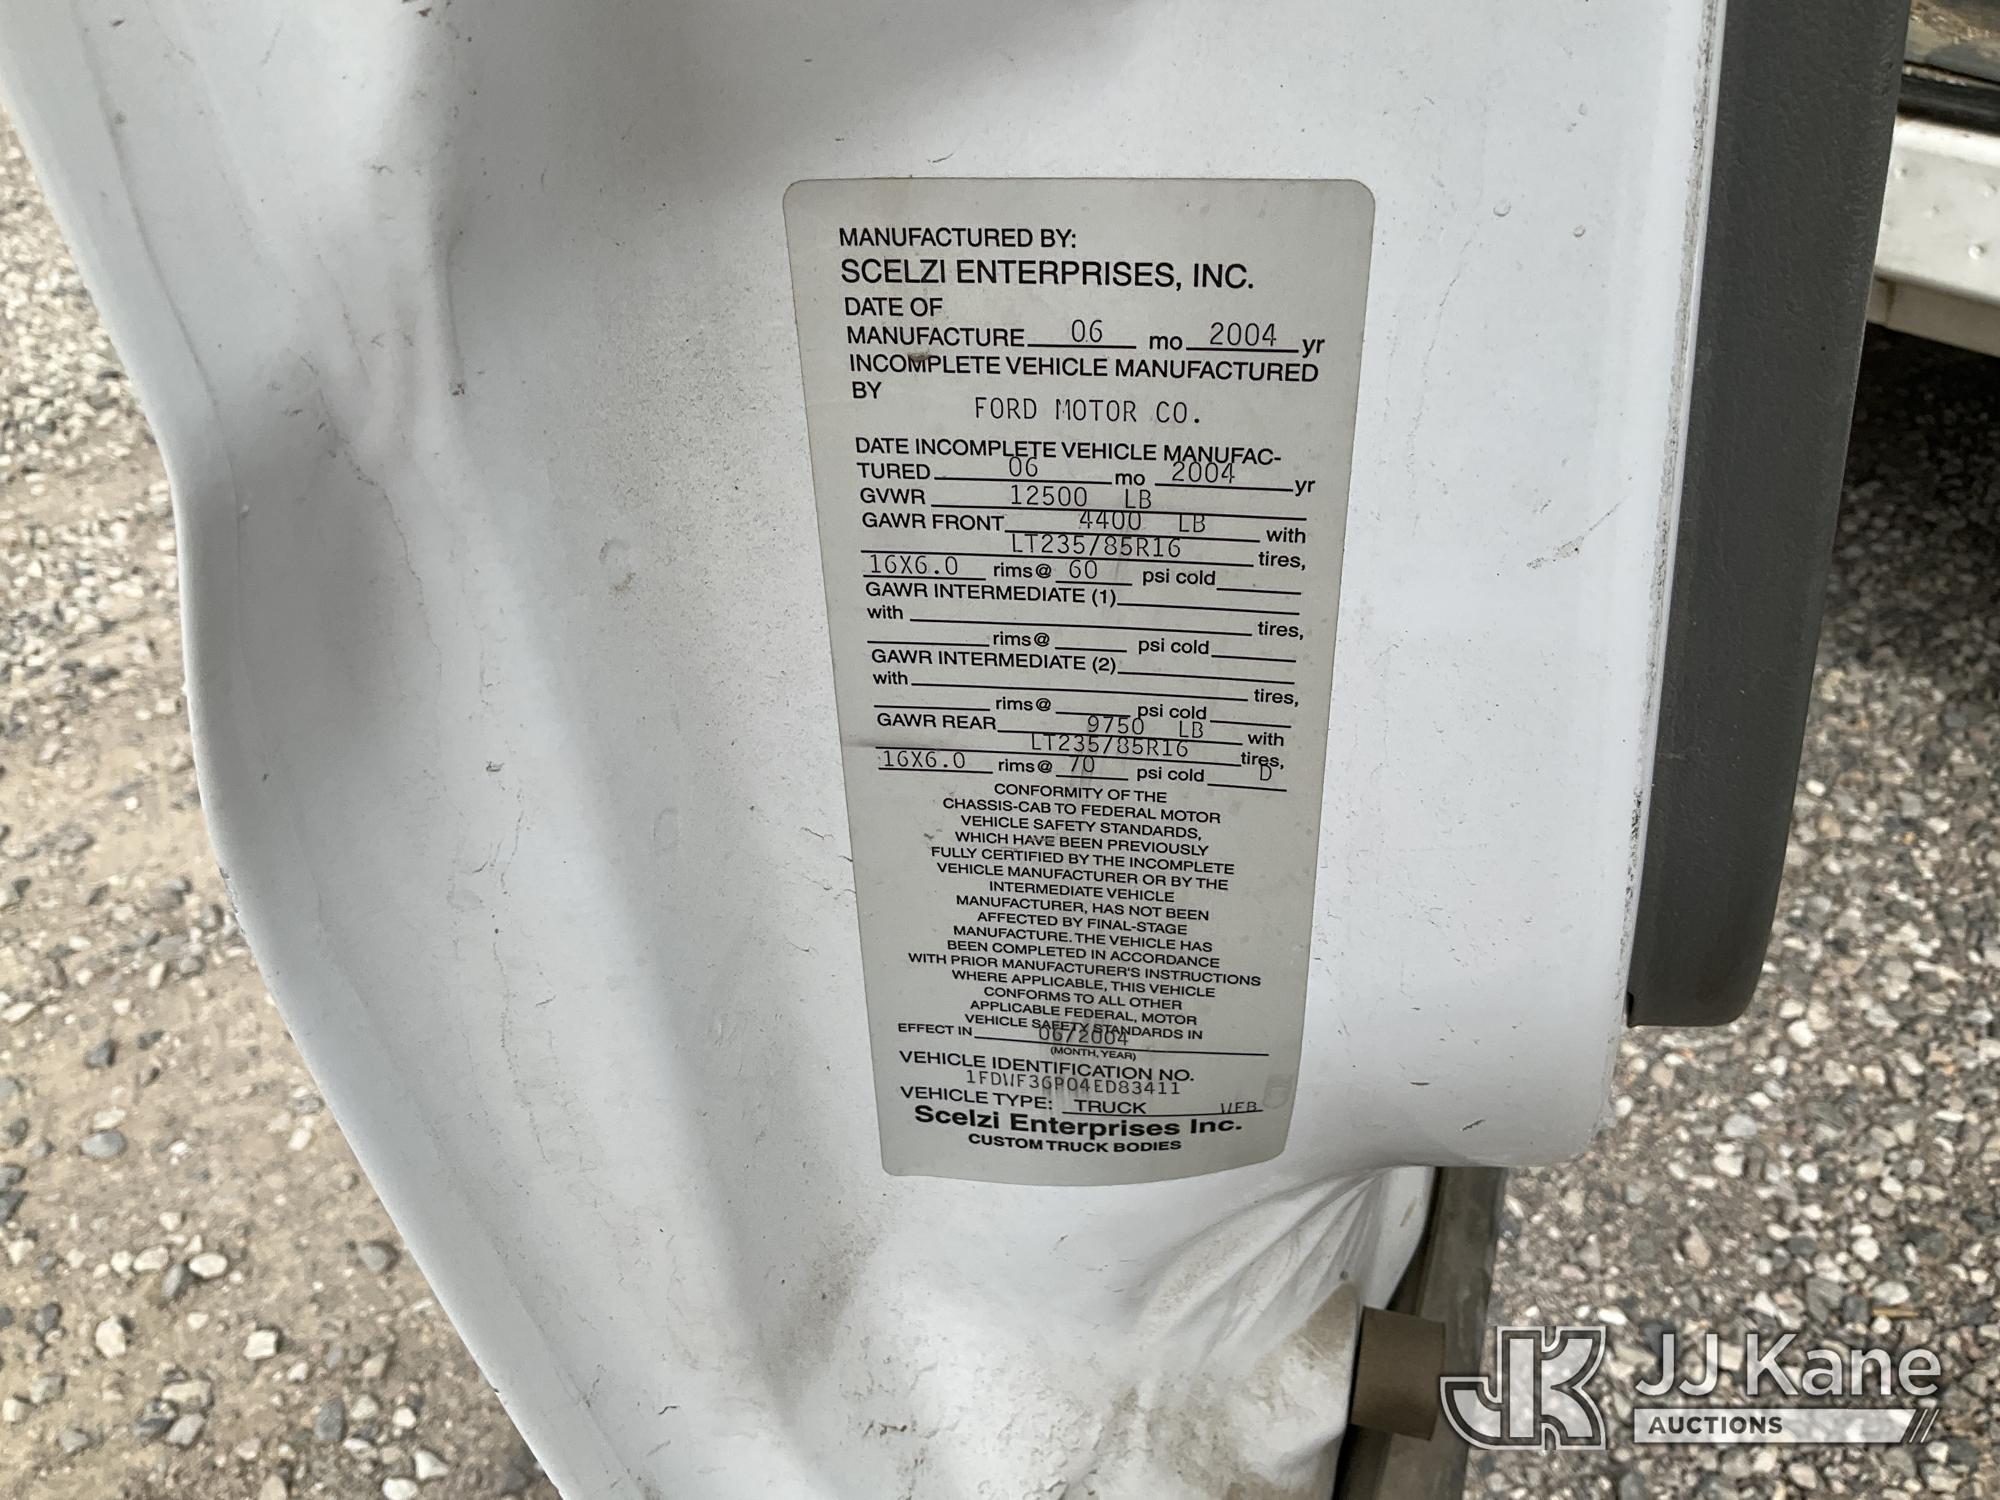 MANUFACTURED BY:
SCELZI ENTERPRISES, INC.
DATE OF
MANUFACTURE 06 mo 2004 yr
INCOMPLETE VEHICLE MANUFACTURED
BY
FORD MOTOR CO.
DATE INCOMPLETE VEHICLE MANUFAC-
TURED 06 mo 2004 yr
GVWR 12500 LB
GAWR FRONT 4400 LB with
LT235/85R16 tires,
16X6.0 rims@ 60 psi cold
GAWR INTERMEDIATE (1)
with tires,
rims@ psi cold
GAWR INTERMEDIATE (2)
with tires,
rims@ psi cold
GAWR REAR 9750 LB with
LT235/85R16 tires,
16X6.0 rims@ 70 psi cold D
CONFORMITY OF THE
CHASSIS-CAB TO FEDERAL MOTOR
VEHICLE SAFETY STANDARDS,
WHICH HAVE BEEN PREVIOUSLY
FULLY CERTIFIED BY THE INCOMPLETE
VEHICLE MANUFACTURER OR BY THE
INTERMEDIATE VEHICLE
MANUFACTURER, HAS NOT BEEN
AFFECTED BY FINAL-STAGE
MANUFACTURE. THE VEHICLE HAS
BEEN COMPLETED IN ACCORDANCE
WITH PRIOR MANUFACTURER'S INSTRUCTIONS
WHERE APPLICABLE, THIS VEHICLE
CONFORMS TO ALL OTHER
APPLICABLE FEDERAL, MOTOR
VEHICLE SAFETY STANDARDS IN
EFFECT IN 06/2004
(MONTH, YEAR)
VEHICLE IDENTIFICATION NO.
1FDWF36P04ED83411
VEHICLE TYPE: TRUCK
Scelzi Enterprises Inc.
CUSTOM TRUCK BODIES
JK JJ Kane
AUCTIONS